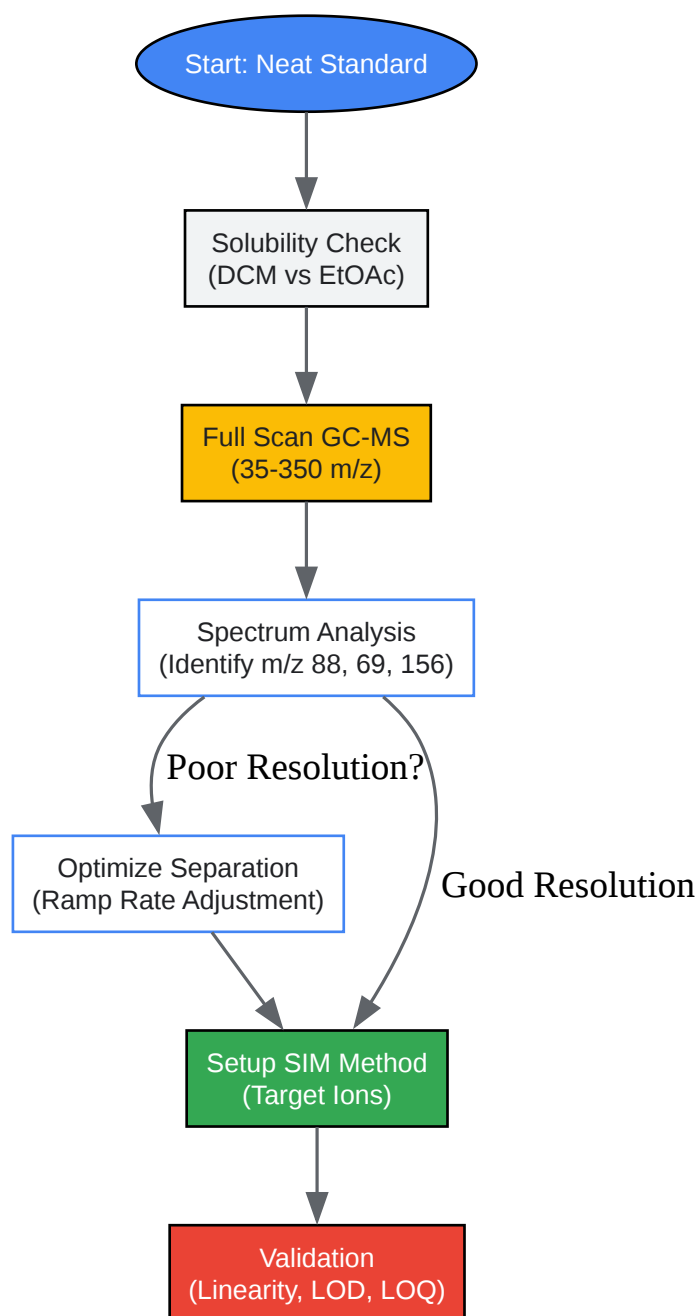 Start: Neat Standard
Solubility Check
(DCM vs EtOAc)
Full Scan GC-MS
(35-350 m/z)
Spectrum Analysis
(Identify m/z 88, 69, 156)
Poor Resolution?
Optimize Separation
(Ramp Rate Adjustment)
Good Resolution
Setup SIM Method
(Target Ions)
Validation
(Linearity, LOD, LOQ)